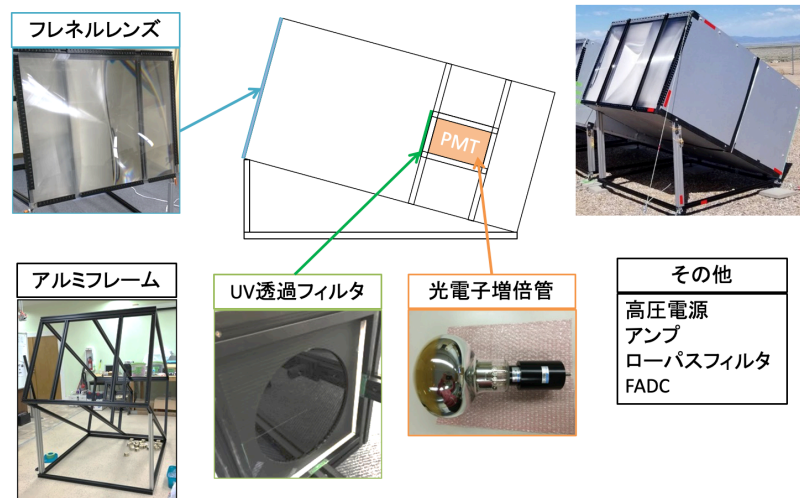 フレネルレンズ
PMT
アルミフレーム
UV透過フィルタ
光電子増倍管
その他
高圧電源
アンプ
ローパスフィルタ
FADC